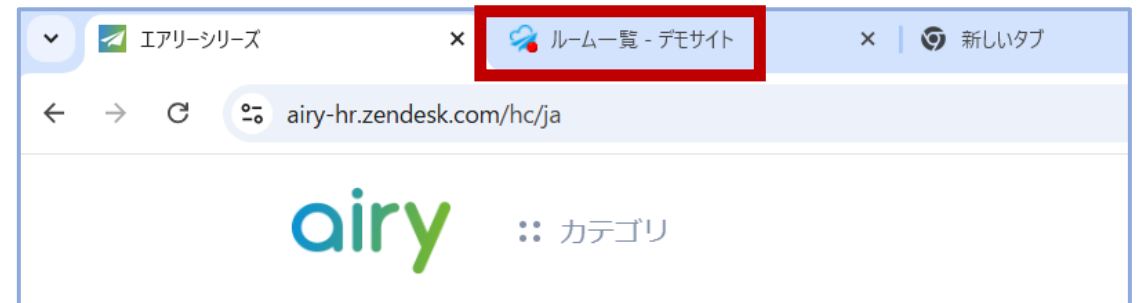 エアリーシリーズ
ルーム一覧 - デモサイト
新しいタブ
airy-hr.zendesk.com/hc/ja
airy
カテゴリ